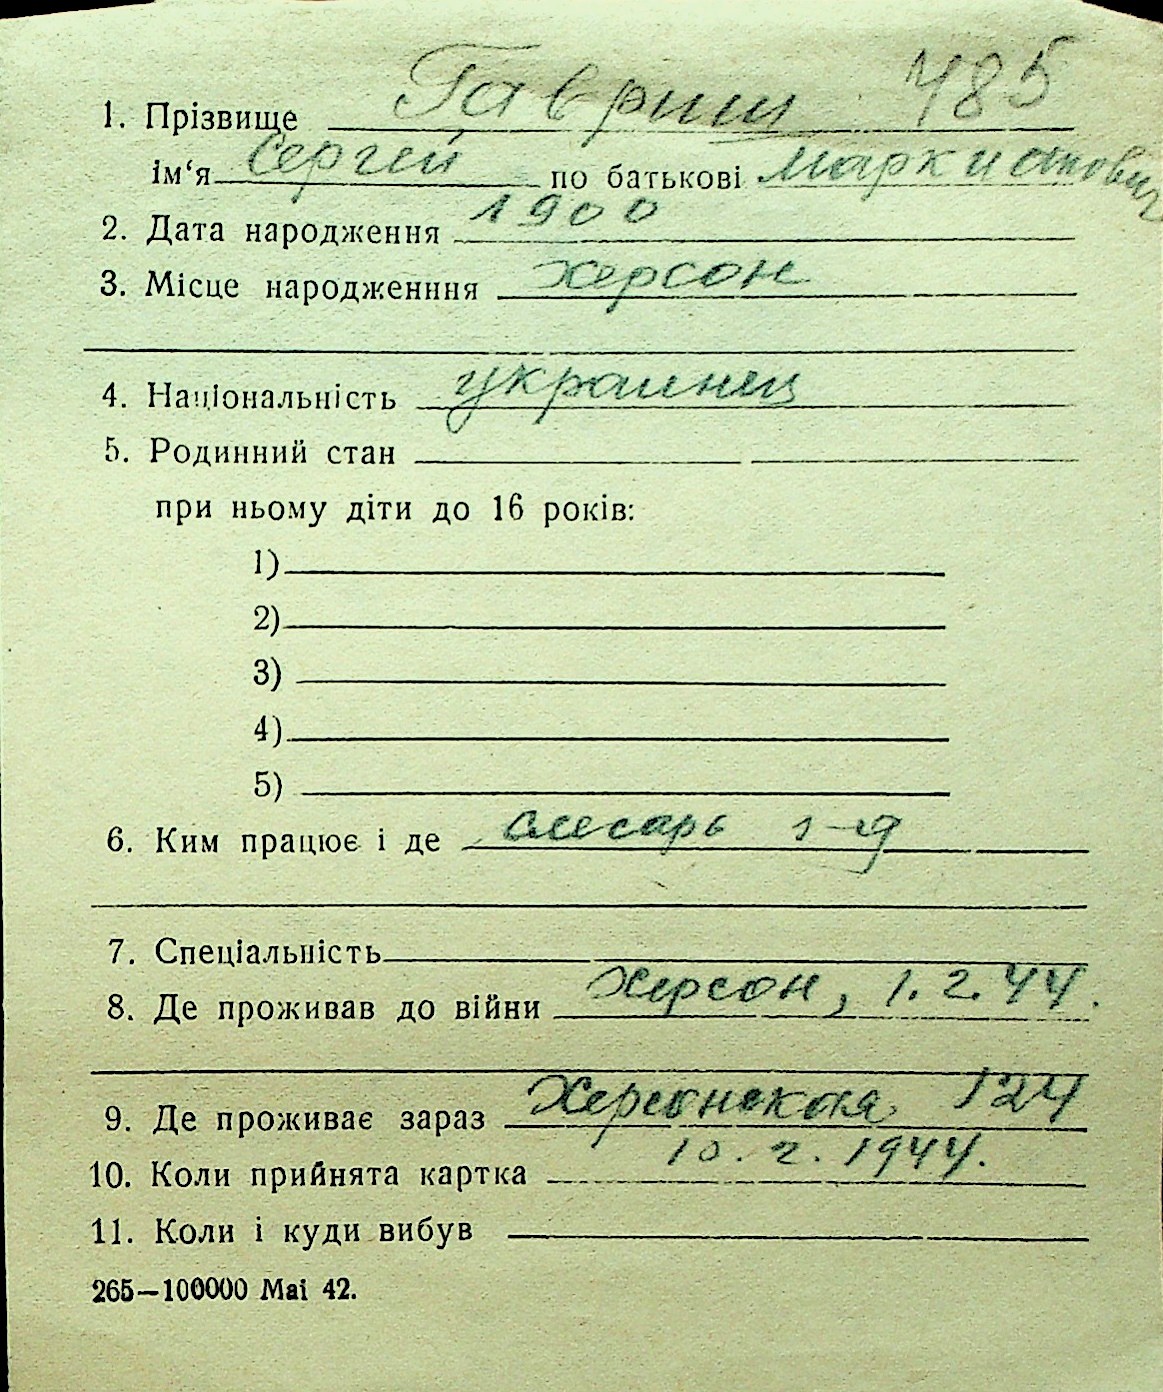 1. Прізвище Гавриш 485
ім‘я Сергей по батькові Маркианович
2. Дата народження 1900
3. Місце народженння Херсон
4. Національність украинец
5. Родинний стан
при ньому діти до 16 років:
1)
2)
3)
4)
5)
6. Ким працює і де слесарь
7. Спеціальність
8. Де проживав до війни Херсон, 1.2.44.
9. Де проживає зараз Херсонская 124
10. Коли прийнята картка 10.2.1944.
11. Коли і куди вибув
265—100000 Mai 42.